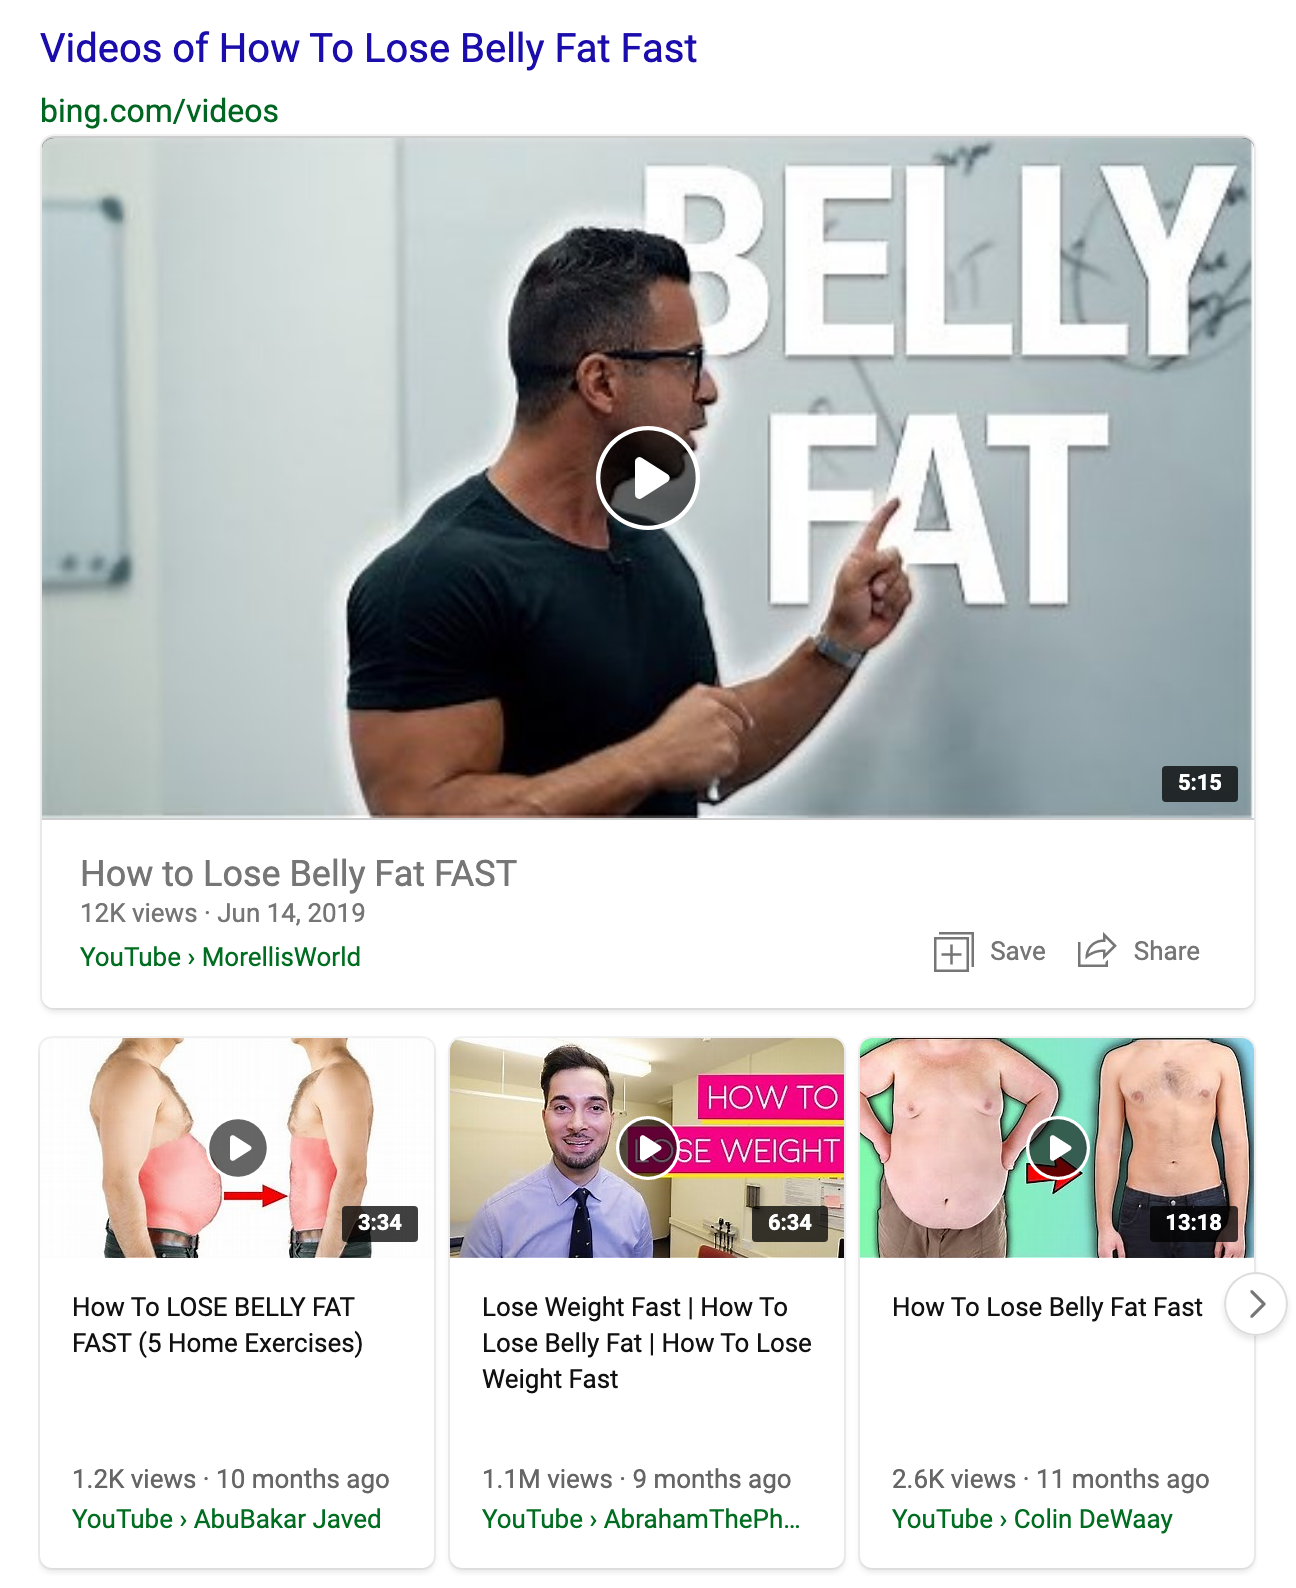 Videos of How To Lose Belly Fat Fast
bing.com/videos
BELLY
FAT
5:15
How to Lose Belly Fat FAST
12K views · Jun 14, 2019
YouTube › MorellisWorld
Save
Share
3:34
How To LOSE BELLY FAT
FAST (5 Home Exercises)
1.2K views · 10 months ago
YouTube › AbuBakar Javed
HOW TO
LOSE WEIGHT
6:34
Lose Weight Fast | How To
Lose Belly Fat | How To Lose
Weight Fast
1.1M views · 9 months ago
YouTube › AbrahamThePh...
13:18
How To Lose Belly Fat Fast
2.6K views · 11 months ago
YouTube › Colin DeWaay